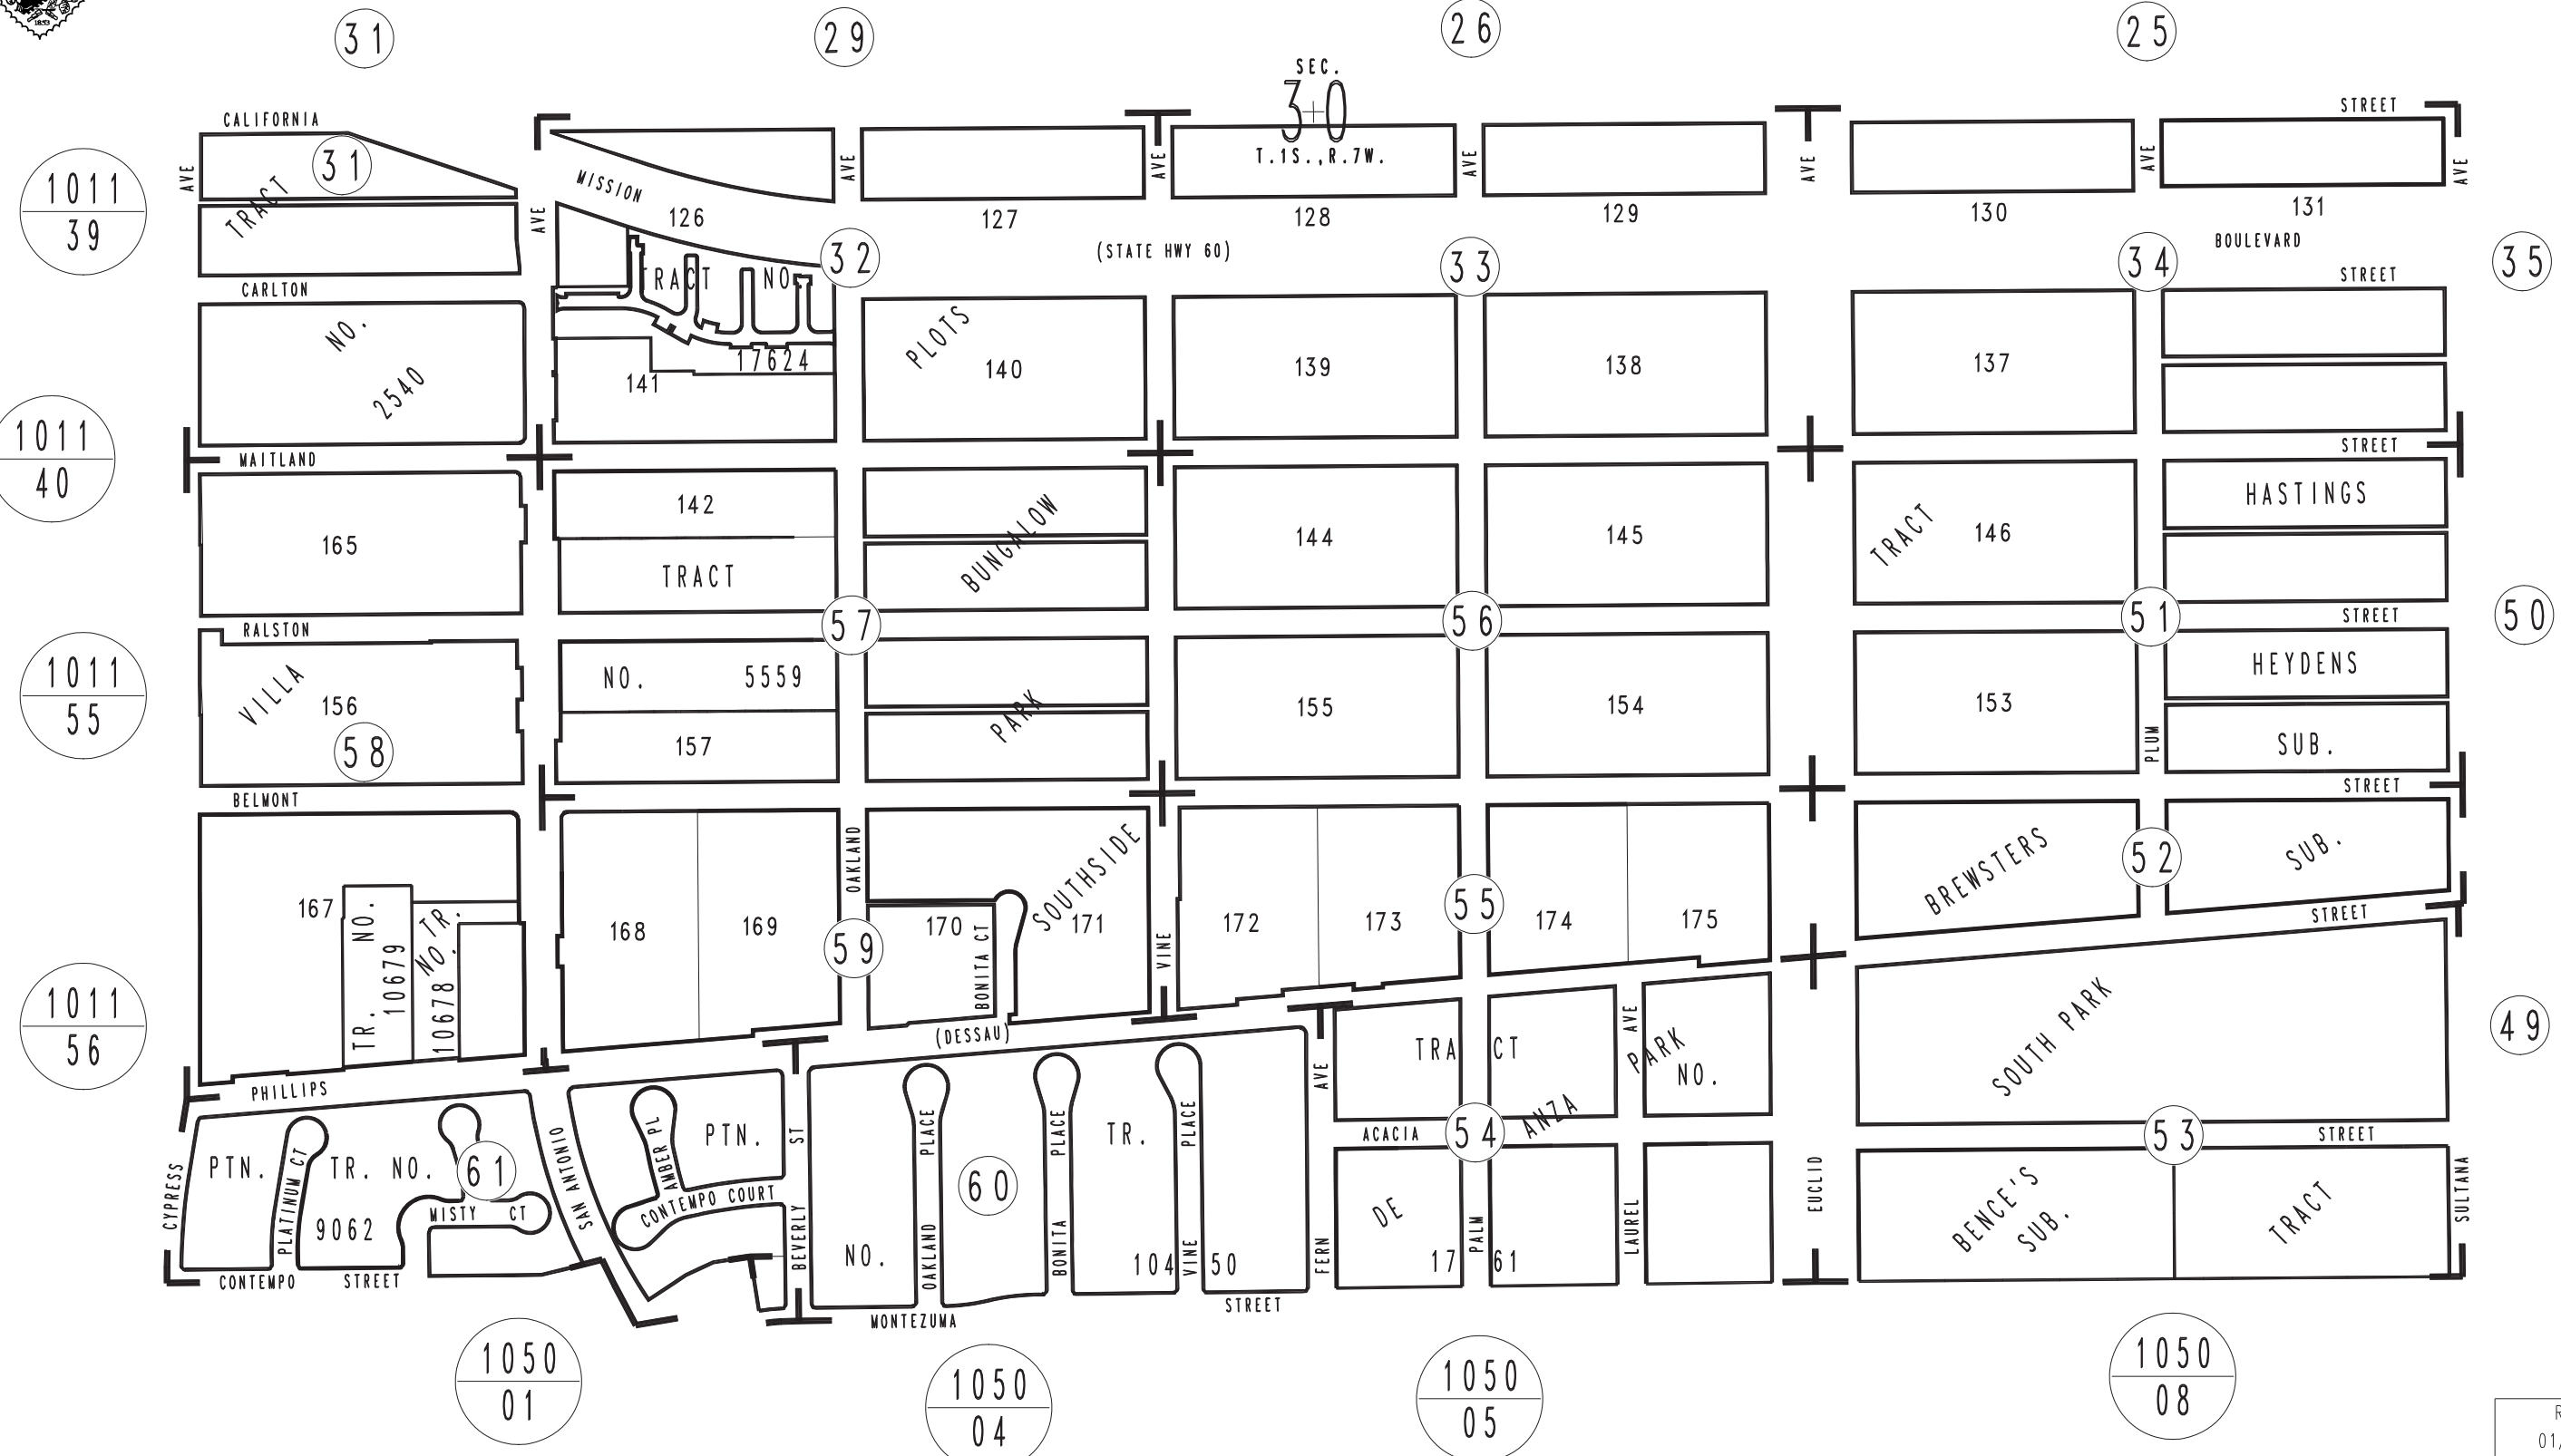 1853
31
29
26
25
SEC.
30
T.1S.,R.7W.
CALIFORNIA
STREET
AVE
31
TRACT
AVE
MISSION
AVE
AVE
AVE
AVE
AVE
AVE
1011
39
126
127
128
129
130
131
(STATE HWY 60)
BOULEVARD
32
33
34
35
CARLTON
STREET
TRACT NO.
17624
NO.
2540
141
PLOTS
140
139
138
137
1011
40
MAITLAND
STREET
165
142
TRACT
BUNGALOW
144
145
TRACT
146
HASTINGS
57
56
51
50
RALSTON
STREET
1011
55
VILLA
156
58
NO. 5559
157
PARK
155
154
153
PLUM
HEYDENS
SUB.
BELMONT
STREET
167
TR. NO.
10679
NO. TR.
NO.
10678
168
169
OAKLAND
59
170
BONITA CT
SOUTHSIDE
171
VINE
172
173
55
174
175
BREWSTERS
52
SUB.
STREET
1011
56
PHILLIPS
(DESSAU)
AVE
TRACT
AVE
PARK
NO.
SOUTH PARK
49
CYPRESS
PTN.
PLATINUM CT
TR. NO.
9062
61
MISTY CT
SAN ANTONIO
AMBER PL
PTN.
CONTEMPO COURT
ST
BEVERLY
NO.
PLACE
OAKLAND
60
PLACE
BONITA
TR.
10450
PLACE
VINE
FERN
ACACIA
54
ANZA
DE
PALM
1761
LAUREL
EUCLID
53
STREET
BENCE'S
SUB.
TRACT
SULTANA
CONTEMPO STREET
MONTEZUMA
STREET
1050
01
1050
04
1050
05
1050
08